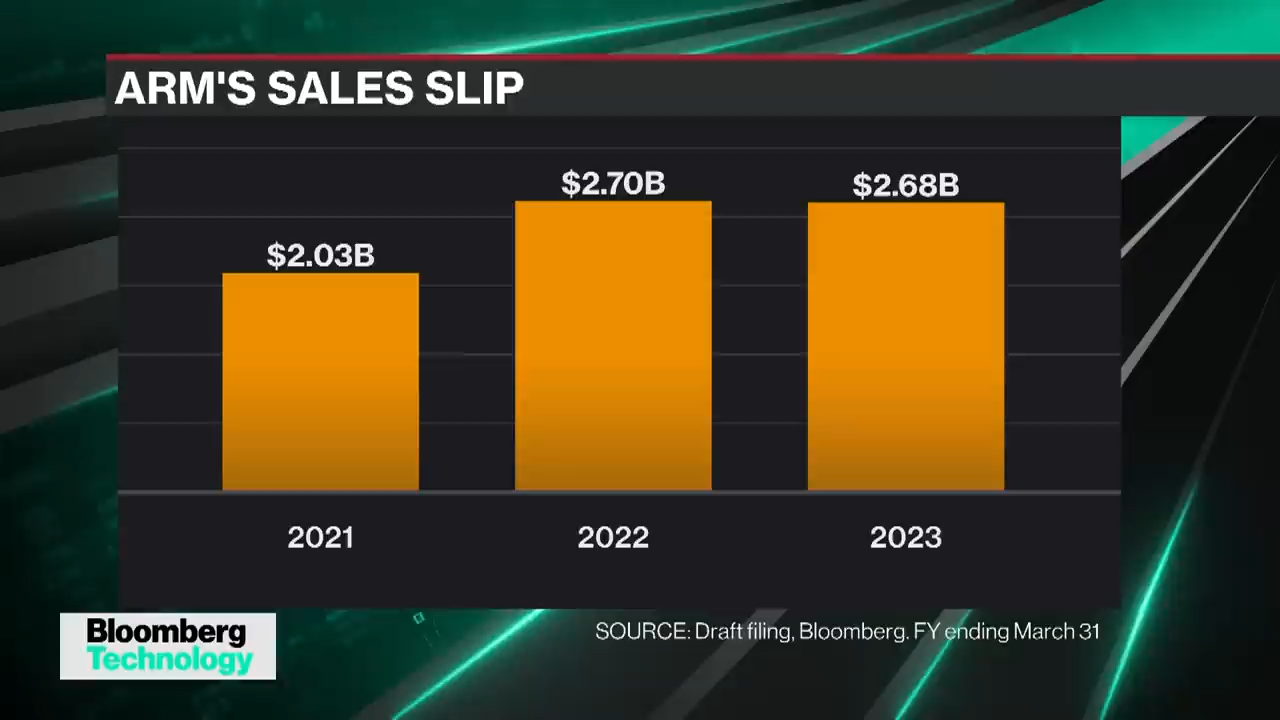 ARM'S SALES SLIP
$2.03B
$2.70B
$2.68B
2021
2022
2023
SOURCE: Draft filing, Bloomberg. FY ending March 31
Bloomberg
Technology